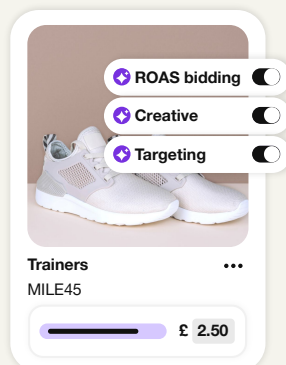 ROAS bidding
Creative
Targeting
Trainers
MILE45
£ 2.50